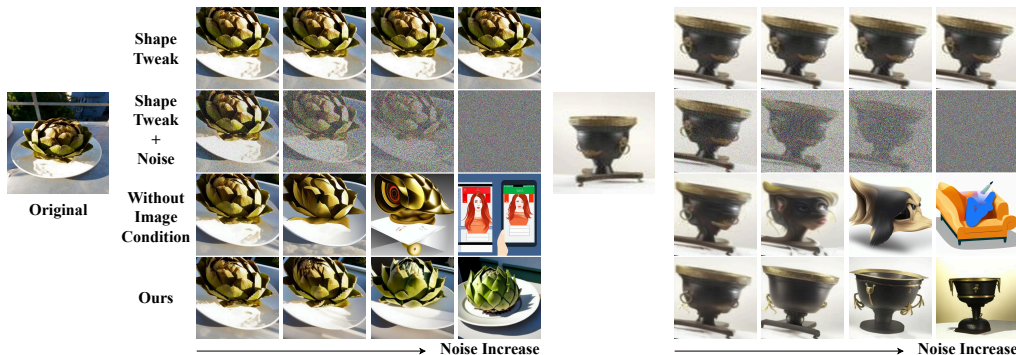 Shape
Tweak
Shape
Tweak
+
Noise
Original
Without
Image
Condition
Ours
Noise Increase
Noise Increase